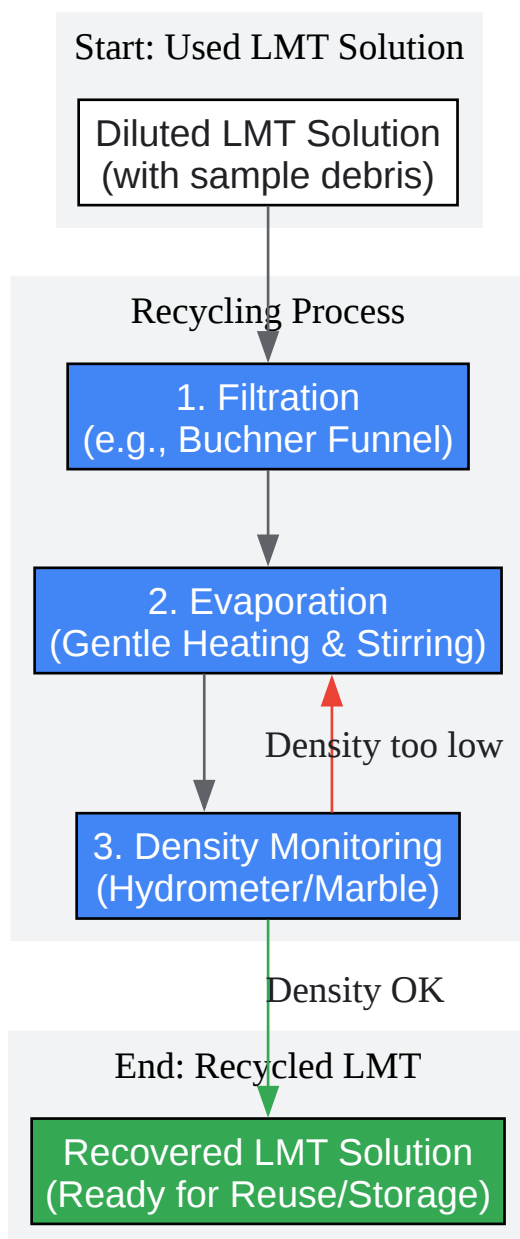 Start: Used LMT Solution
Diluted LMT Solution
(with sample debris)
Recycling Process
1. Filtration
(e.g., Buchner Funnel)
2. Evaporation
(Gentle Heating & Stirring)
Density too low
3. Density Monitoring
(Hydrometer/Marble)
Density OK
End: Recycled LMT
Recovered LMT Solution
(Ready for Reuse/Storage)